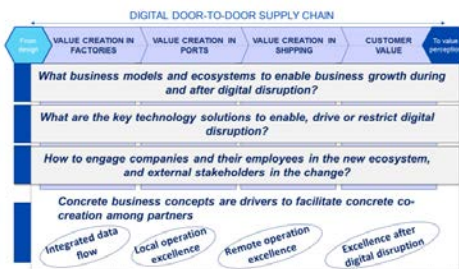 DIGITAL DOOR-TO-DOOR SUPPLY CHAIN
From design
VALUE CREATION IN FACTORIES
VALUE CREATION IN PORTS
VALUE CREATION IN SHIPPING
CUSTOMER VALUE
To value perception
What business models and ecosystems to enable business growth during
and after digital disruption?
What are the key technology solutions to enable, drive or restrict digital
disruption?
How to engage companies and their employees in the new ecosystem,
and external stakeholders in the change?
Concrete business concepts are drivers to facilitate concrete co-
creation among partners
Integrated data
flow
Local operation
excellence
Remote operation
excellence
Excellence after
digital disruption